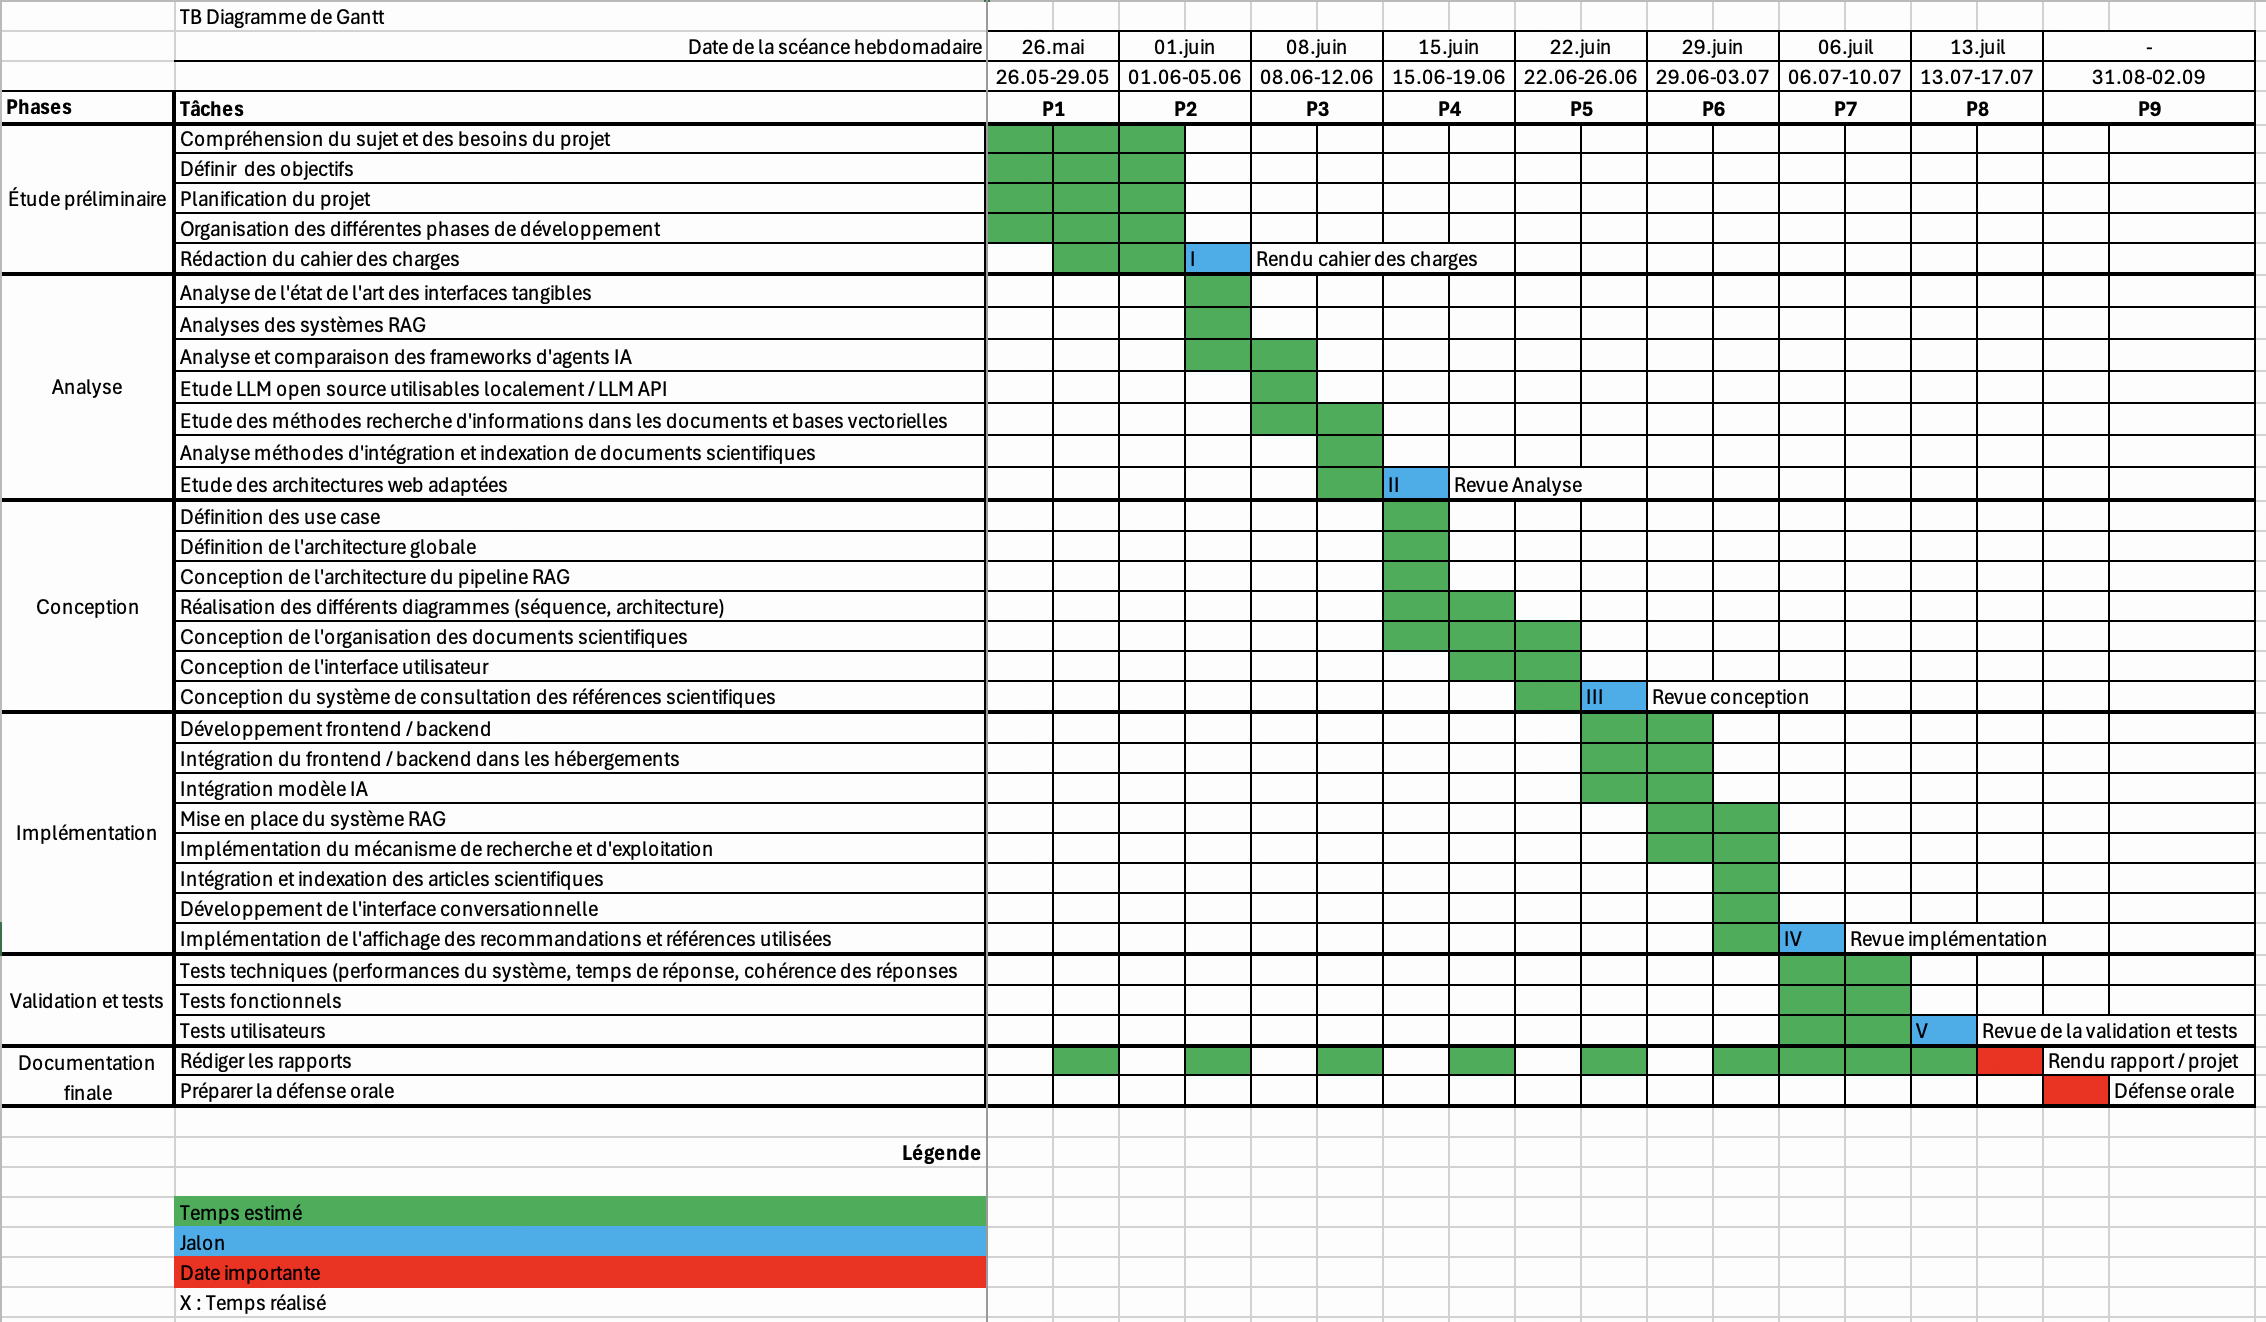 TB Diagramme de Gantt
Date de la scéance hebdomadaire 26.mai 01.juin 08.juin 15.juin 22.juin 29.juin 06.juil 13.juil -
26.05-29.05 01.06-05.06 08.06-12.06 15.06-19.06 22.06-26.06 29.06-03.07 06.07-10.07 13.07-17.07 31.08-02.09
Phases Tâches P1 P2 P3 P4 P5 P6 P7 P8 P9
Étude préliminaire
Compréhension du sujet et des besoins du projet
Définir des objectifs
Planification du projet
Organisation des différentes phases de développement
Rédaction du cahier des charges I Rendu cahier des charges
Analyse
Analyse de l'état de l'art des interfaces tangibles
Analyses des systèmes RAG
Analyse et comparaison des frameworks d'agents IA
Etude LLM open source utilisables localement / LLM API
Etude des méthodes recherche d'informations dans les documents et bases vectorielles
Analyse méthodes d'intégration et indexation de documents scientifiques
Etude des architectures web adaptées II Revue Analyse
Conception
Définition des use case
Définition de l'architecture globale
Conception de l'architecture du pipeline RAG
Réalisation des différents diagrammes (séquence, architecture)
Conception de l'organisation des documents scientifiques
Conception de l'interface utilisateur
Conception du système de consultation des références scientifiques III Revue conception
Implémentation
Développement frontend / backend
Intégration du frontend / backend dans les hébergements
Intégration modèle IA
Mise en place du système RAG
Implémentation du mécanisme de recherche et d'exploitation
Intégration et indexation des articles scientifiques
Développement de l'interface conversationnelle
Implémentation de l'affichage des recommandations et références utilisées IV Revue implémentation
Validation et tests
Tests techniques (performances du système, temps de réponse, cohérence des réponses
Tests fonctionnels
Tests utilisateurs V Revue de la validation et tests
Documentation
finale
Rédiger les rapports Rendu rapport / projet
Préparer la défense orale Défense orale
Légende
Temps estimé
Jalon
Date importante
X : Temps réalisé